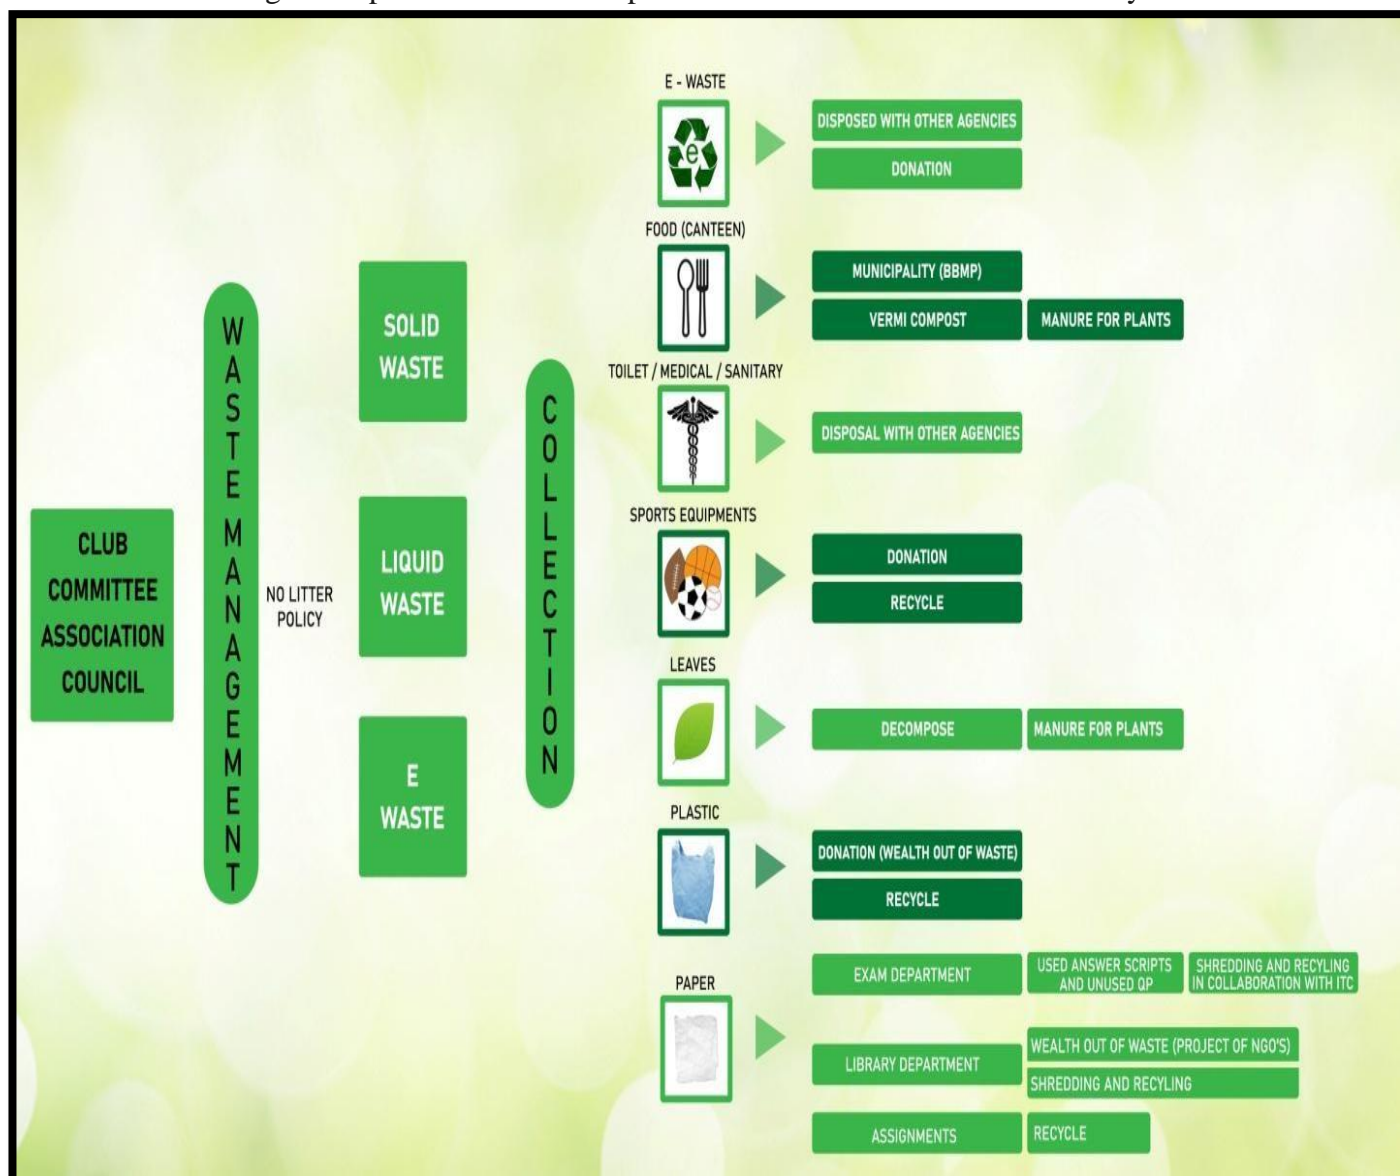 CLUB
COMMITTEE
ASSOCIATION
COUNCIL
WASTE MANAGEMENT
NO LITTER
POLICY
SOLID
WASTE
LIQUID
WASTE
E
WASTE
COLLECTION
E - WASTE
e
DISPOSED WITH OTHER AGENCIES
DONATION
FOOD (CANTEEN)
MUNICIPALITY (BBMP)
VERMI COMPOST
MANURE FOR PLANTS
TOILET / MEDICAL / SANITARY
DISPOSAL WITH OTHER AGENCIES
SPORTS EQUIPMENTS
DONATION
RECYCLE
LEAVES
DECOMPOSE
MANURE FOR PLANTS
PLASTIC
DONATION (WEALTH OUT OF WASTE)
RECYCLE
PAPER
EXAM DEPARTMENT
USED ANSWER SCRIPTS
AND UNUSED QP
SHREDDING AND RECYLING
IN COLLABORATION WITH ITC
LIBRARY DEPARTMENT
WEALTH OUT OF WASTE (PROJECT OF NGO'S)
SHREDDING AND RECYLING
ASSIGNMENTS
RECYCLE